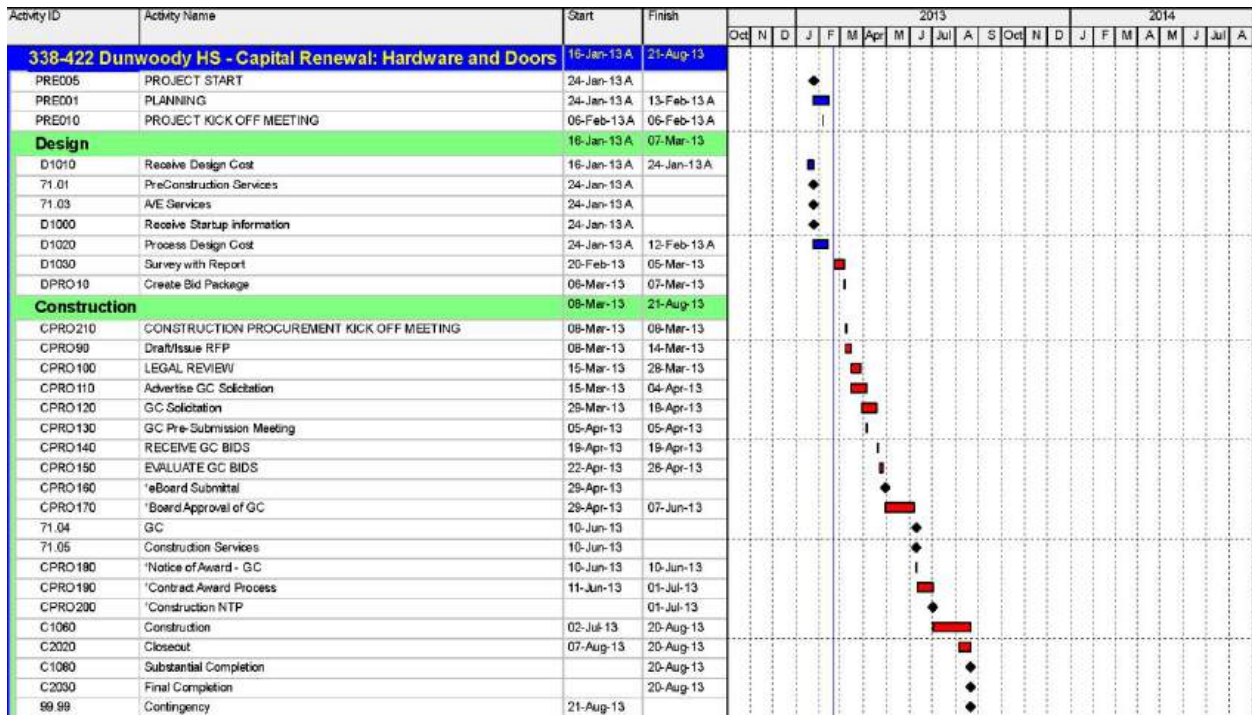 Activity ID Activity Name Start Finish 2013 2014
Oct N D J F M Apr M J Jul A S Oct N D J F M A M J Jul A
338-422 Dunwoody HS - Capital Renewal: Hardware and Doors 16-Jan-13 A 21-Aug-13
PRE005 PROJECT START 24-Jan-13 A
PRE001 PLANNING 24-Jan-13 A 13-Feb-13 A
PRE010 PROJECT KICK OFF MEETING 06-Feb-13 A 06-Feb-13 A
Design 16-Jan-13 A 07-Mar-13
D1010 Receive Design Cost 16-Jan-13 A 24-Jan-13 A
71.01 PreConstruction Services 24-Jan-13 A
71.03 A/E Services 24-Jan-13 A
D1000 Receive Startup information 24-Jan-13 A
D1020 Process Design Cost 24-Jan-13 A 12-Feb-13 A
D1030 Survey with Report 20-Feb-13 05-Mar-13
DPRO10 Create Bid Package 06-Mar-13 07-Mar-13
Construction 08-Mar-13 21-Aug-13
CPRO210 CONSTRUCTION PROCUREMENT KICK OFF MEETING 08-Mar-13 08-Mar-13
CPRO90 Draft/Issue RFP 08-Mar-13 14-Mar-13
CPRO100 LEGAL REVIEW 15-Mar-13 28-Mar-13
CPRO110 Advertise GC Solicitation 15-Mar-13 04-Apr-13
CPRO120 GC Solicitation 29-Mar-13 18-Apr-13
CPRO130 GC Pre-Submission Meeting 05-Apr-13 05-Apr-13
CPRO140 RECEIVE GC BIDS 19-Apr-13 19-Apr-13
CPRO150 EVALUATE GC BIDS 22-Apr-13 26-Apr-13
CPRO160 *eBoard Submittal 29-Apr-13
CPRO170 *Board Approval of GC 29-Apr-13 07-Jun-13
71.04 GC 10-Jun-13
71.05 Construction Services 10-Jun-13
CPRO180 *Notice of Award - GC 10-Jun-13 10-Jun-13
CPRO190 *Contract Award Process 11-Jun-13 01-Jul-13
CPRO200 *Construction NTP 01-Jul-13
C1060 Construction 02-Jul-13 20-Aug-13
C2020 Closeout 07-Aug-13 20-Aug-13
C1080 Substantial Completion 20-Aug-13
C2030 Final Completion 20-Aug-13
99.99 Contingency 21-Aug-13